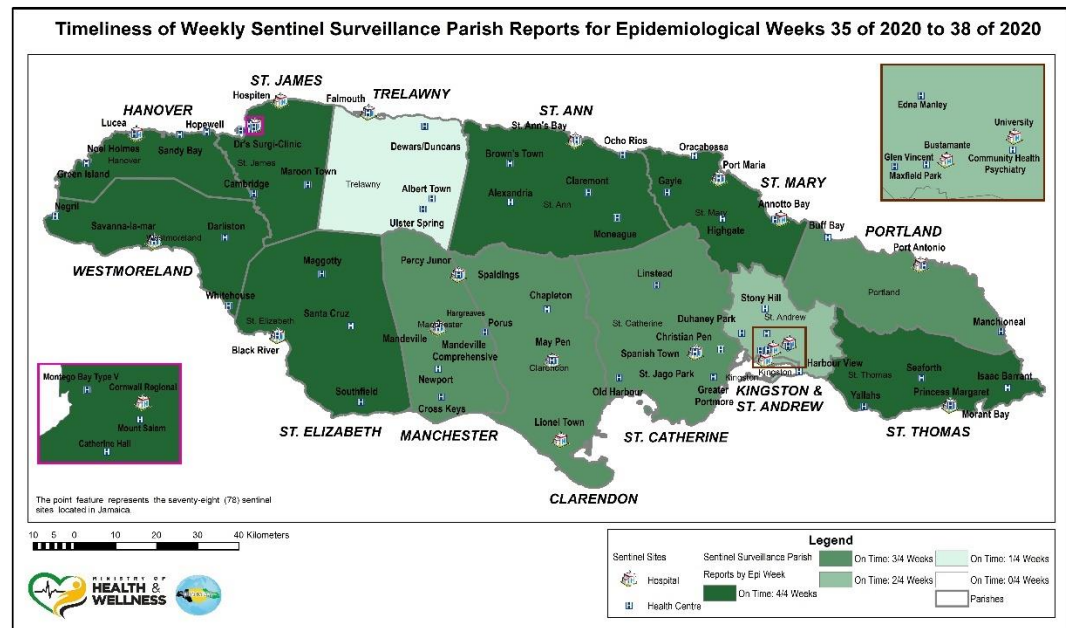 Timeliness of Weekly Sentinel Surveillance Parish Reports for Epidemiological Weeks 35 of 2020 to 38 of 2020
ST. JAMES
Hospiten
TRELAWNY
Falmouth
HANOVER
Lucea
Hopewell
ST. ANN
St. Ann's Bay
Edna Manley
University
Bustamante
Glen Vincent
Community Health
Psychiatry
Maxfield Park
Noel Holmes
Hanover
Sandy Bay
Dr's Surgi-Clinic
St. James
Maroon Town
Dewars/Duncans
Brown's Town
Ocho Rios
Oracabessa
Port Maria
Green Island
Cambridge
Trelawny
Albert Town
Ulster Spring
Alexandria
Claremont
St. Ann
Moneague
Gayle
St. Mary
Highgate
ST. MARY
Annotto Bay
Buff Bay
PORTLAND
Port Antonio
Negril
Savanna-la-mar
Westmoreland
Darliston
WESTMORELAND
Whitehouse
Maggotty
St. Elizabeth
Santa Cruz
Black River
Southfield
ST. ELIZABETH
Percy Junor
Spaldings
Hargreaves
Manchester
Mandeville
Mandeville
Comprehensive
Porus
Newport
Cross Keys
MANCHESTER
Chapleton
May Pen
Clarendon
Lionel Town
CLARENDON
Linstead
St. Catherine
Duhaney Park
Christian Pen
Spanish Town
St. Jago Park
Old Harbour
Greater
Portmore
ST. CATHERINE
Stony Hill
St. Andrew
Kingston
Kingston
Harbour View
KINGSTON &
ST. ANDREW
Portland
Manchioneal
St. Thomas
Seaforth
Isaac Barrant
Princess Margaret
Yallahs
Morant Bay
ST. THOMAS
Montego Bay Type V
Cornwall Regional
Mount Salem
Catherine Hall
The point feature represents the seventy-eight (78) sentinel
sites located in Jamaica.
10 5 0 10 20 30 40 Kilometers
MINISTRY OF
HEALTH &
WELLNESS
Legend
Sentinel Sites
Hospital
Health Centre
Sentinel Surveillance Parish
Reports by Epi Week
On Time: 4/4 Weeks
On Time: 3/4 Weeks
On Time: 2/4 Weeks
On Time: 1/4 Weeks
On Time: 0/4 Weeks
Parishes